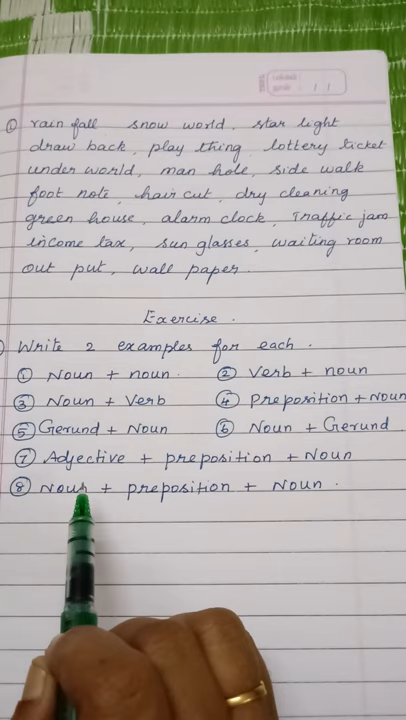 ① rain fall snow world, star light
draw back, play thing, lottery ticket
under world, man hole, side walk
foot note, hair cut, dry cleaning
green house, alarm clock, Traffic jam
income tax, sun glasses, waiting room
out put, wall paper.
Exercise.
Write 2 examples for each.
① Noun + noun. ② Verb + noun
③ Noun + Verb ④ Preposition + Noun
⑤ Gerund + Noun ⑥ Noun + Gerund
⑦ Adjective + preposition + Noun
⑧ Noun + preposition + Noun.